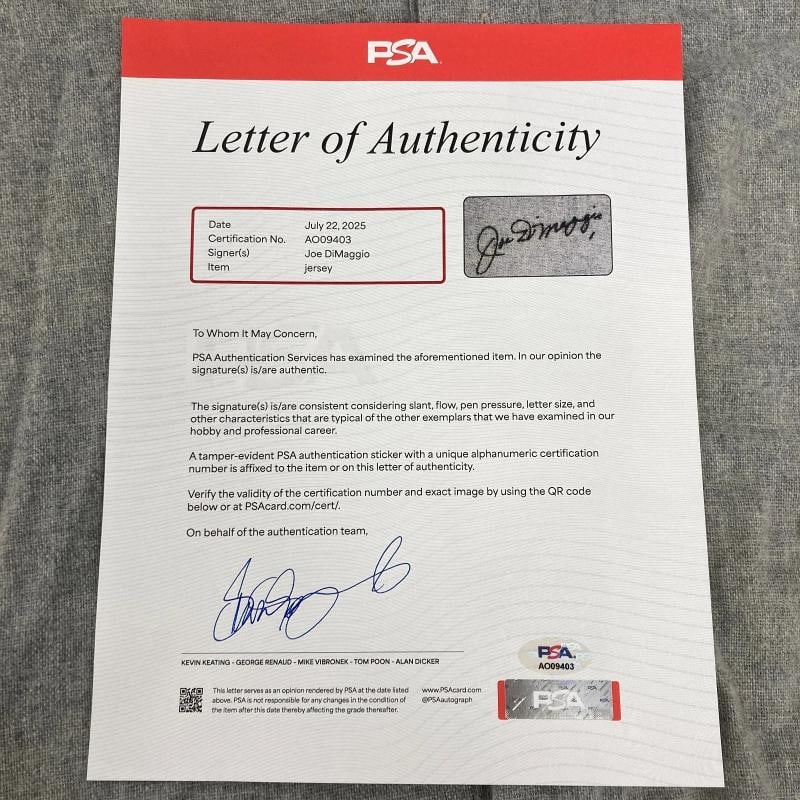 PSA
Letter of Authenticity
Date July 22, 2025
Certification No. AO09403
Signer(s) Joe DiMaggio
Item jersey
Joe DiMaggio
To Whom It May Concern,
PSA Authentication Services has examined the aforementioned item. In our opinion the
signature(s) is/are authentic.
The signature(s) is/are consistent considering slant, flow, pen pressure, letter size, and
other characteristics that are typical of the other exemplars that we have examined in our
hobby and professional career.
A tamper-evident PSA authentication sticker with a unique alphanumeric certification
number is affixed to the item or on this letter of authenticity.
Verify the validity of the certification number and exact image by using the QR code
below or at PSAcard.com/cert/.
On behalf of the authentication team,
KEVIN KEATING - GEORGE RENAUD - MIKE VIBRONEK - TOM POON - ALAN DICKER
This letter serves as an opinion rendered by PSA at the date listed
above. PSA is not responsible for any changes in the condition of
the item after this date thereby affecting the grade thereafter.
www.PSAcard.com
@PSAautograph
PSA
AO09403
PSA